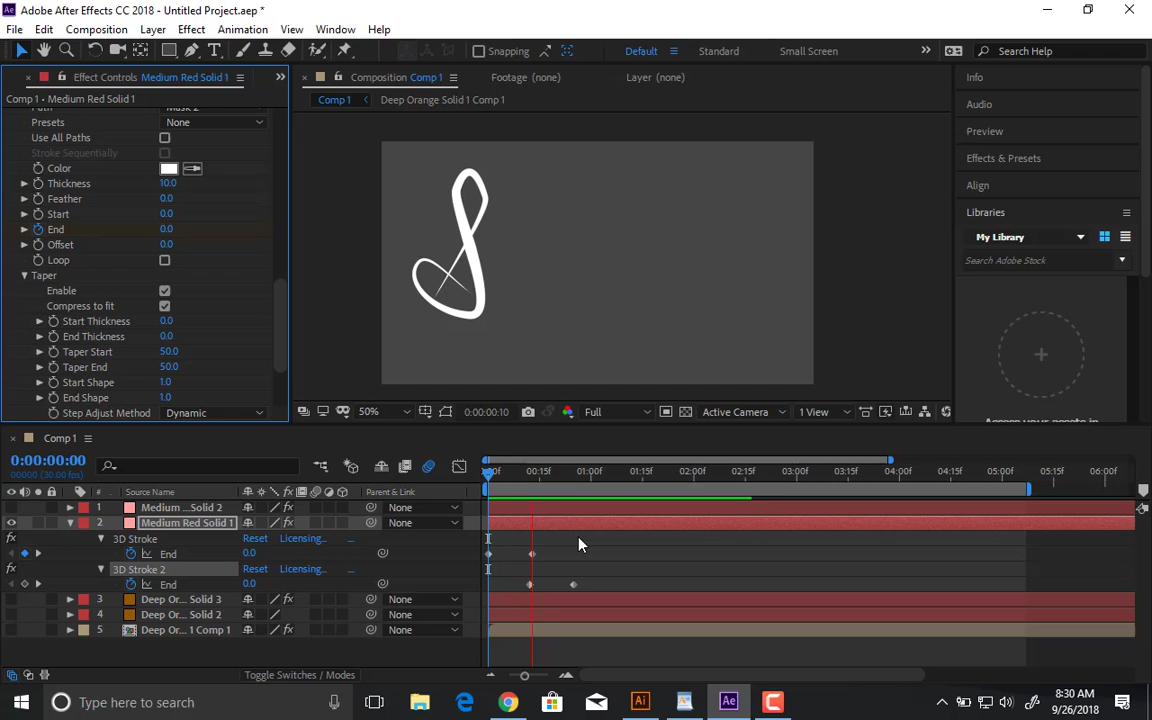 Adobe After Effects CC 2018 - Untitled Project.aep *
File Edit Composition Layer Effect Animation View Window Help
Snapping Default Standard Small Screen Search Help
Effect Controls Medium Red Solid 1 Composition Comp 1 Footage (none) Layer (none) Info
Comp 1 • Medium Red Solid 1 Comp 1 Deep Orange Solid 1 Comp 1
Audio
Presets None
Use All Paths Preview
Stroke Sequentially
Color Effects & Presets
Thickness 10.0
Feather 0.0 Align
Start 0.0 Libraries
End 0.0 My Library
Offset 0.0
Loop Search Adobe Stock
Taper
Enable
Compress to fit
Start Thickness 0.0
End Thickness 0.0
Taper Start 50.0
Taper End 50.0
Start Shape 1.0
End Shape 1.0
Step Adjust Method Dynamic 50% 0:00:00:10 Full Active Camera 1 View
Comp 1
0:00:00:00
00000 (30.00 fps) 00:15f 01:00f 01:15f 02:00f 02:15f 03:00f 03:15f 04:00f 04:15f 05:00f 05:15f 06:00f
# Source Name Parent & Link
1 Medium ...Solid 2 None
2 Medium Red Solid 1 None
3D Stroke Reset Licensing... ...
End 0.0
3D Stroke 2 Reset Licensing... ...
End 0.0
3 Deep Or... Solid 3 None
4 Deep Or... Solid 2 None
5 Deep Or... 1 Comp 1 None
Toggle Switches / Modes
Type here to search 8:30 AM
9/26/2018